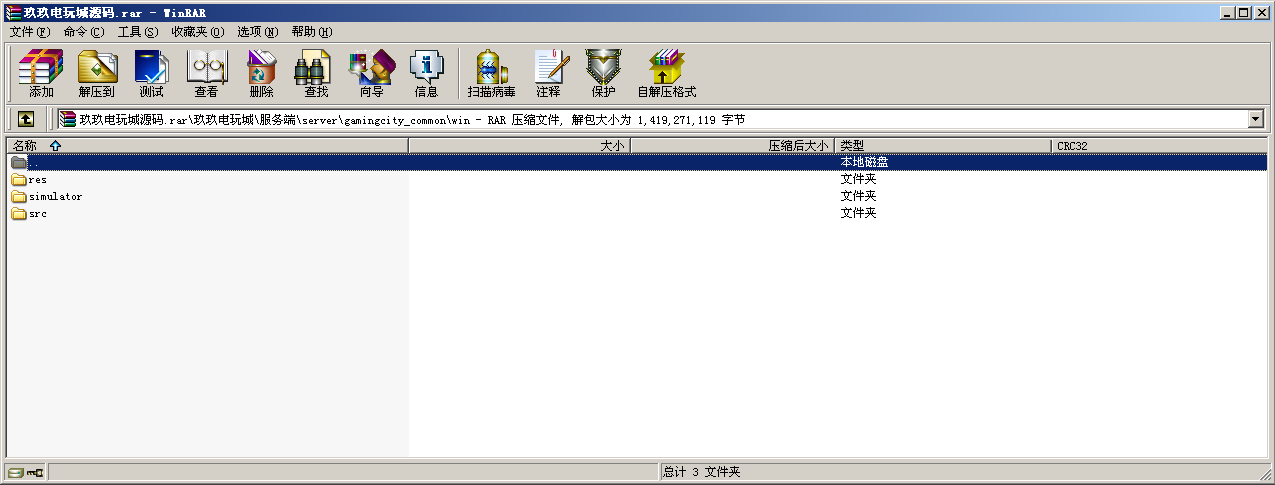 玖玖电玩城源码.rar - WinRAR
文件(F) 命令(C) 工具(S) 收藏夹(O) 选项(N) 帮助(H)
添加 解压到 测试 查看 删除 查找 向导 信息 扫描病毒 注释 保护 自解压格式
玖玖电玩城源码.rar\玖玖电玩城\服务端\server\gamingcity_common\win - RAR 压缩文件, 解包大小为 1,419,271,119 字节
名称 大小 压缩后大小 类型 CRC32
.. 本地磁盘
res 文件夹
simulator 文件夹
src 文件夹
总计 3 文件夹